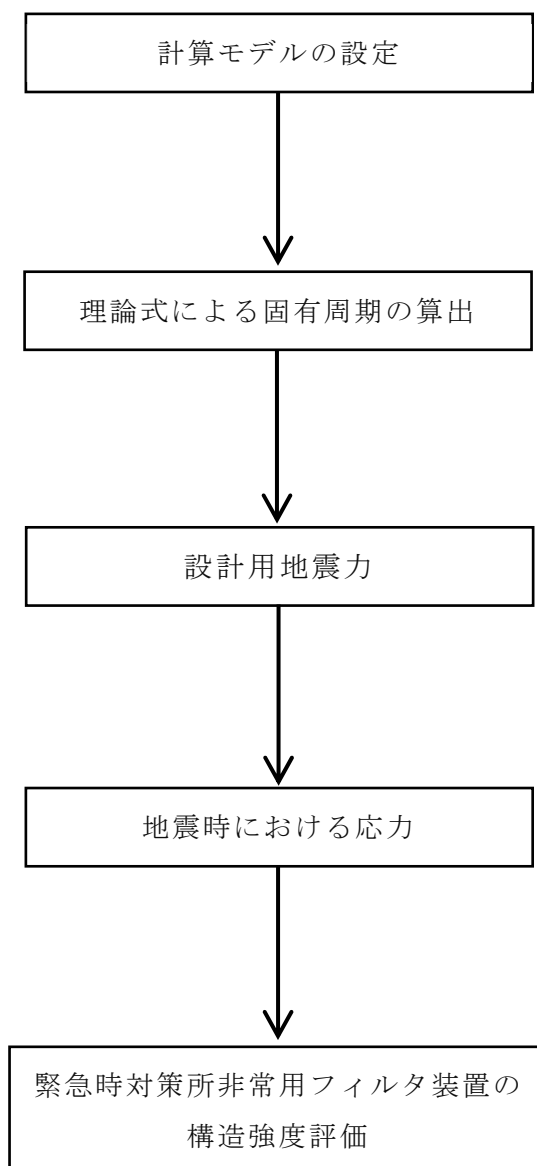 計算モデルの設定
理論式による固有周期の算出
設計用地震力
地震時における応力
緊急時対策所非常用フィルタ装置の
構造強度評価